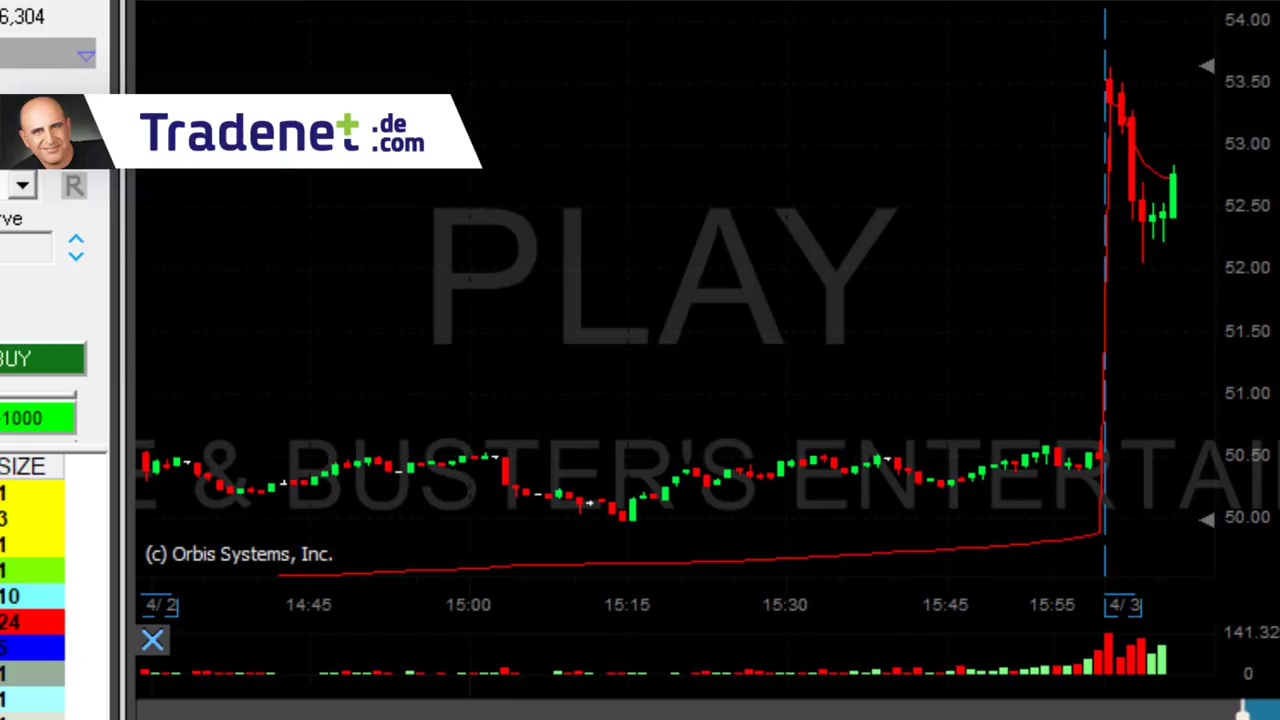 6,304
54.00
53.50
Tradenet .de .com
53.00
R
rve
52.50
PLAY
52.00
51.50
BUY
51.00
-1000
50.50
SIZE
E & BUSTER'S ENTERTA
1
3
50.00
1
(c) Orbis Systems, Inc.
1
10
4/ 2 14:45 15:00 15:15 15:30 15:45 15:55 4/ 3
24
141.32
5
1
0
1